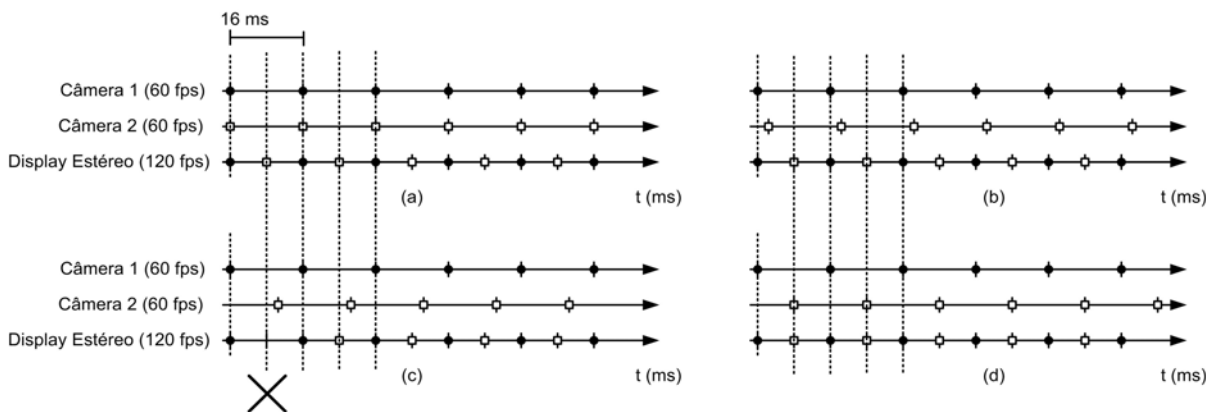 16 ms
Câmera 1 (60 fps)
Câmera 2 (60 fps)
Display Estéreo (120 fps)
(a)
t (ms)
(b)
t (ms)
Câmera 1 (60 fps)
Câmera 2 (60 fps)
Display Estéreo (120 fps)
(c)
t (ms)
(d)
t (ms)